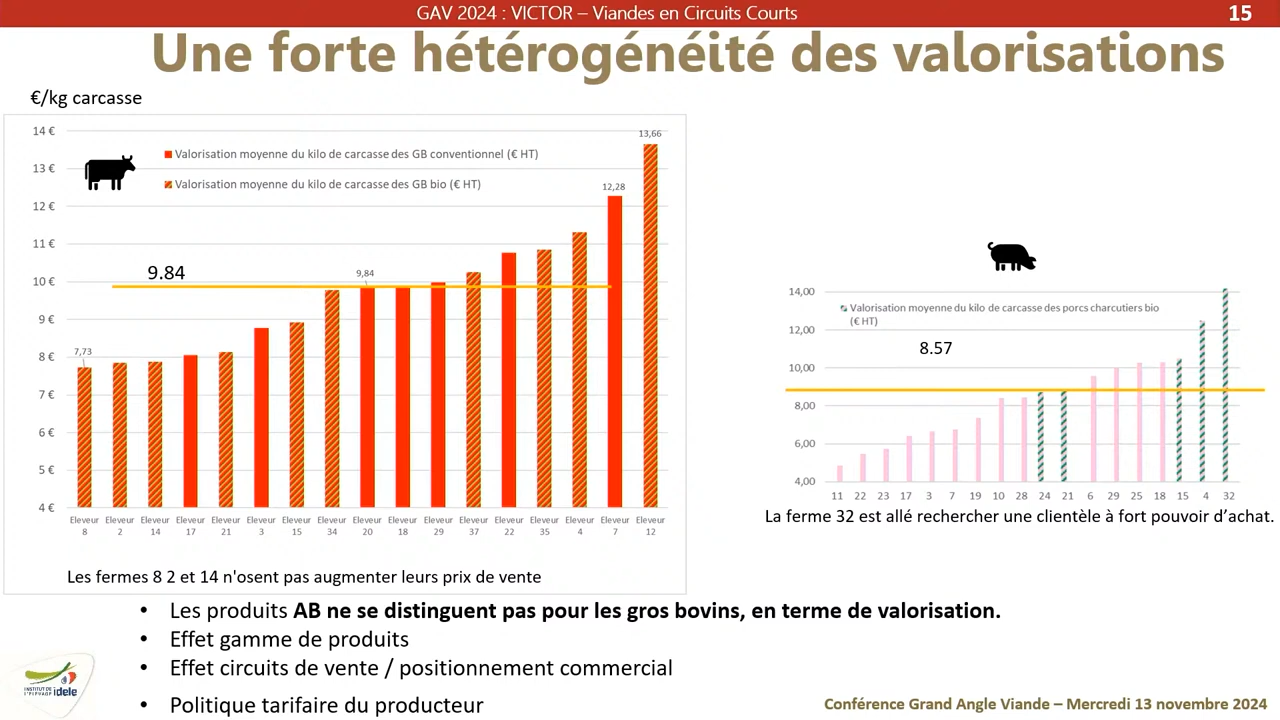 GAV 2024 : VICTOR – Viandes en Circuits Courts
15
Une forte hétérogénéité des valorisations
€/kg carcasse
14 €
13 €
12 €
11 €
10 €
9 €
8 €
7 €
6 €
5 €
4 €
Valorisation moyenne du kilo de carcasse des GB conventionnel (€ HT)
Valorisation moyenne du kilo de carcasse des GB bio (€ HT)
9.84
7,73
9,84
12,28
13,66
Eleveur 8
Eleveur 2
Eleveur 14
Eleveur 17
Eleveur 21
Eleveur 3
Eleveur 15
Eleveur 34
Eleveur 20
Eleveur 18
Eleveur 29
Eleveur 37
Eleveur 22
Eleveur 35
Eleveur 4
Eleveur 7
Eleveur 12
Les fermes 8 2 et 14 n'osent pas augmenter leurs prix de vente
14,00
12,00
10,00
8,00
6,00
4,00
Valorisation moyenne du kilo de carcasse des porcs charcutiers bio
(€ HT)
8.57
11 22 23 17 3 7 19 10 28 24 21 6 29 25 18 15 4 32
La ferme 32 est allé rechercher une clientèle à fort pouvoir d'achat.
• Les produits AB ne se distinguent pas pour les gros bovins, en terme de valorisation.
• Effet gamme de produits
• Effet circuits de vente / positionnement commercial
• Politique tarifaire du producteur
INSTITUT DE
L'ELEVAGE idele
Conférence Grand Angle Viande – Mercredi 13 novembre 2024